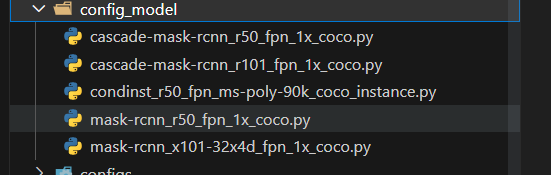 config_model
cascade-mask-rcnn_r50_fpn_1x_coco.py
cascade-mask-rcnn_r101_fpn_1x_coco.py
condinst_r50_fpn_ms-poly-90k_coco_instance.py
mask-rcnn_r50_fpn_1x_coco.py
mask-rcnn_x101-32x4d_fpn_1x_coco.py
configs